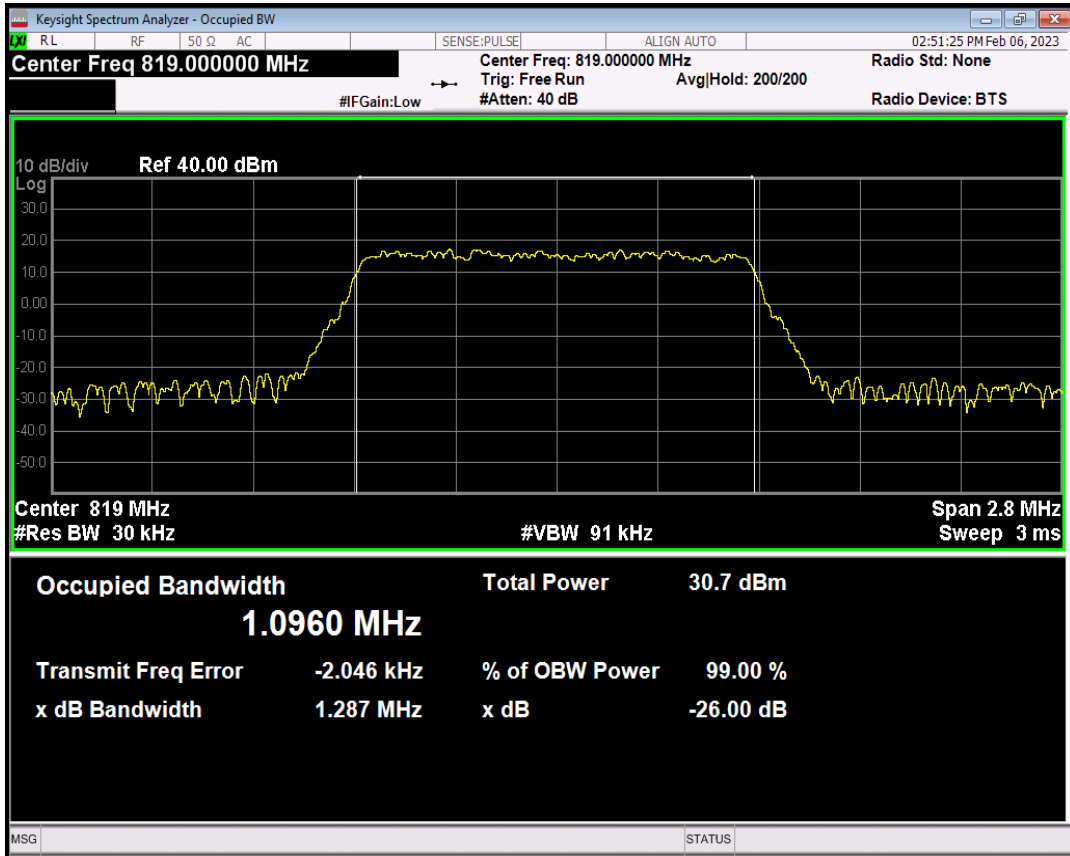 Keysight Spectrum Analyzer - Occupied BW
LXI RL RF 50 Ω AC SENSE:PULSE ALIGN AUTO 02:51:25 PM Feb 06, 2023
Center Freq 819.000000 MHz Center Freq: 819.000000 MHz Radio Std: None
Trig: Free Run Avg|Hold: 200/200
#IFGain:Low #Atten: 40 dB Radio Device: BTS
10 dB/div Ref 40.00 dBm
Log
30.0
20.0
10.0
0.00
-10.0
-20.0
-30.0
-40.0
-50.0
Center 819 MHz Span 2.8 MHz
#Res BW 30 kHz #VBW 91 kHz Sweep 3 ms
Occupied Bandwidth Total Power 30.7 dBm
1.0960 MHz
Transmit Freq Error -2.046 kHz % of OBW Power 99.00 %
x dB Bandwidth 1.287 MHz x dB -26.00 dB
MSG STATUS